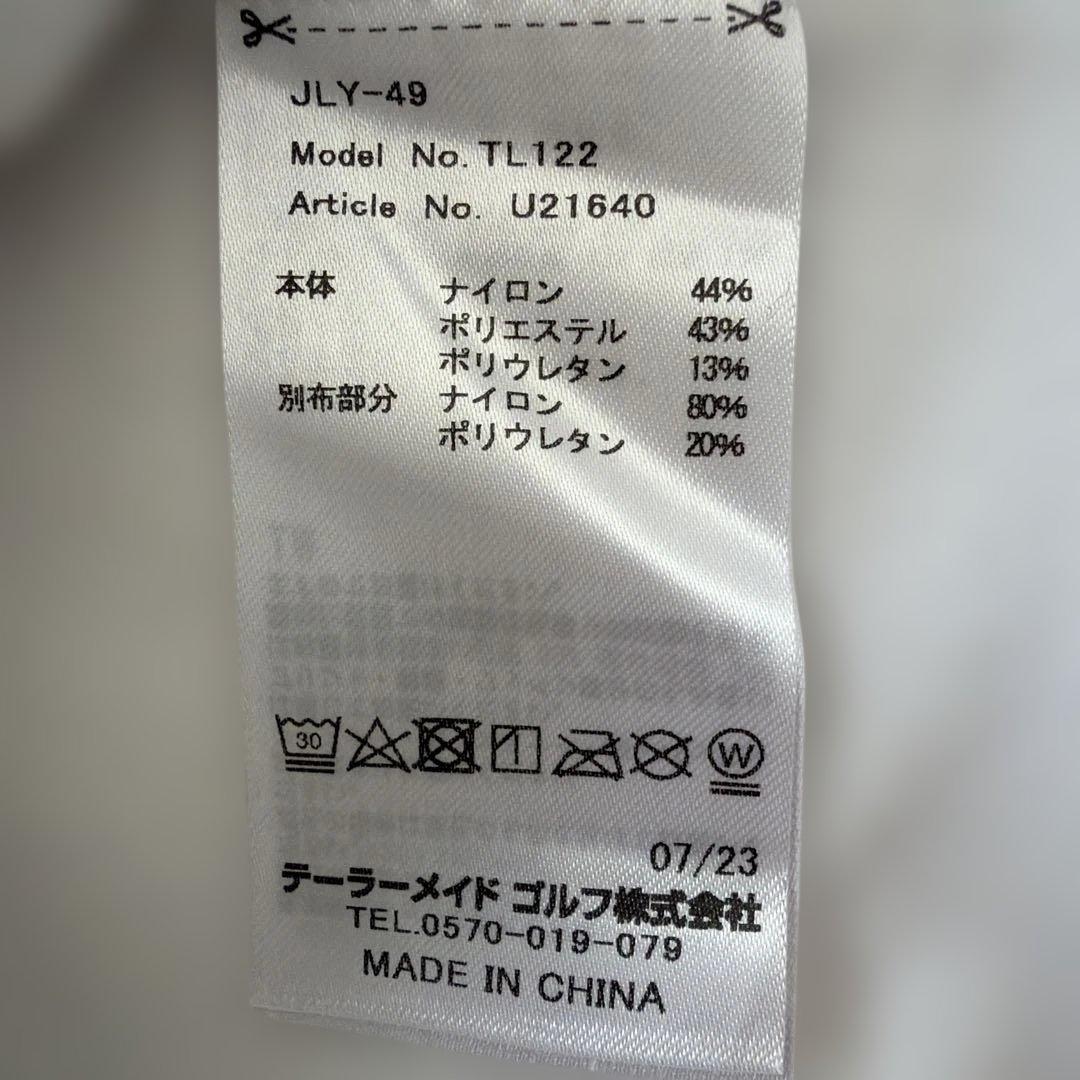 JLY-49
Model No. TL122
Article No. U21640
本体 ナイロン 44%
ポリエステル 43%
ポリウレタン 13%
別布部分 ナイロン 80%
ポリウレタン 20%
30
W
07/23
テーラーメイド ゴルフ株式会社
TEL.0570-019-079
MADE IN CHINA